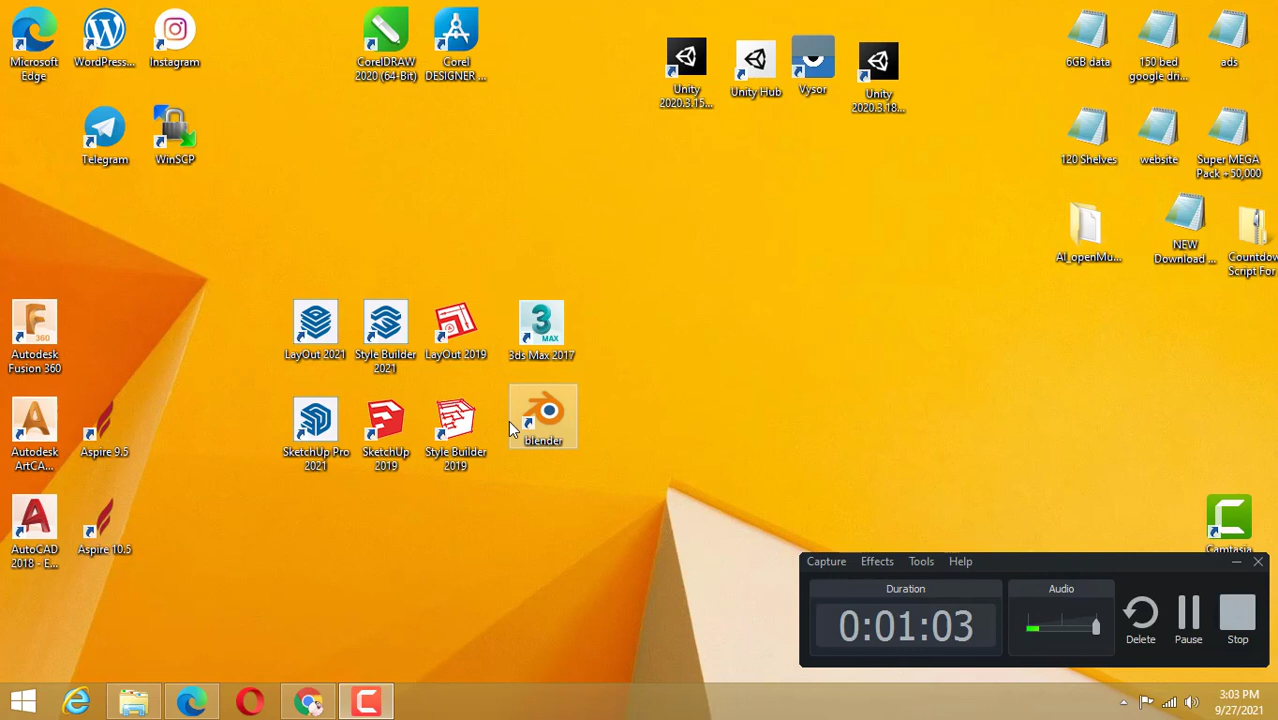 Microsoft
Edge
WordPress...
Instagram
CorelDRAW
2020 (64-Bit)
Corel
DESIGNER ...
Unity
2020.3.15...
Unity Hub
Vysor
Unity
2020.3.18...
6GB data
150 bed
google dri...
ads
Telegram
WinSCP
120 Shelves
website
Super MEGA
Pack +50,000
AI_openMu...
NEW
Download ...
Countdow
Script For
Autodesk
Fusion 360
F
360
LayOut 2021
Style Builder
2021
LayOut 2019
3
MAX
3ds Max 2017
Autodesk
ArtCA...
Aspire 9.5
SketchUp Pro
2021
SketchUp
2019
Style Builder
2019
blender
AutoCAD
2018 - E...
Aspire 10.5
Camtasia
Capture Effects Tools Help
Duration
0:01:03
Audio
Delete
Pause
Stop
3:03 PM
9/27/2021